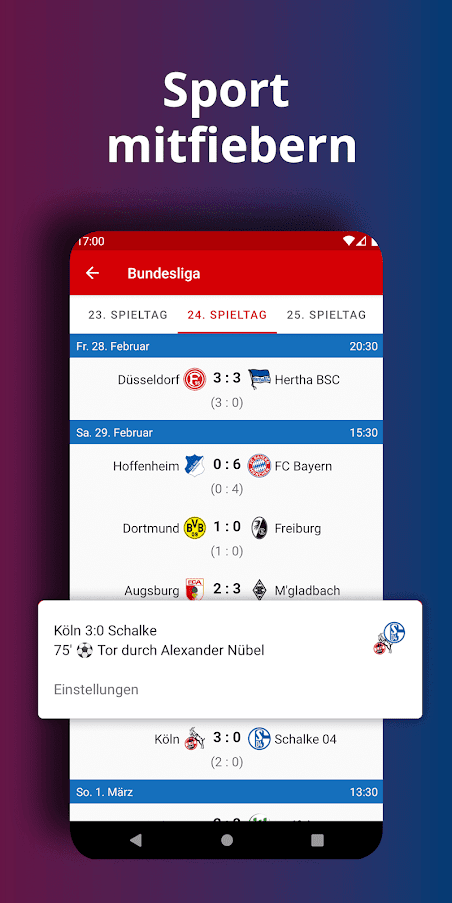 Sport
mitfiebern
17:00
Bundesliga
23. SPIELTAG 24. SPIELTAG 25. SPIELTAG
Fr. 28. Februar 20:30
Düsseldorf 3:3 Hertha BSC
(3 : 0)
Sa. 29. Februar 15:30
Hoffenheim 0:6 FC Bayern
(0 : 4)
Dortmund BVB 09 1:0 Freiburg
(1 : 0)
Augsburg FCA 2:3 M'gladbach
Köln 3:0 Schalke
75' Tor durch Alexander Nübel
Einstellungen
Köln 3:0 Schalke 04
(2 : 0)
So. 1. März 13:30